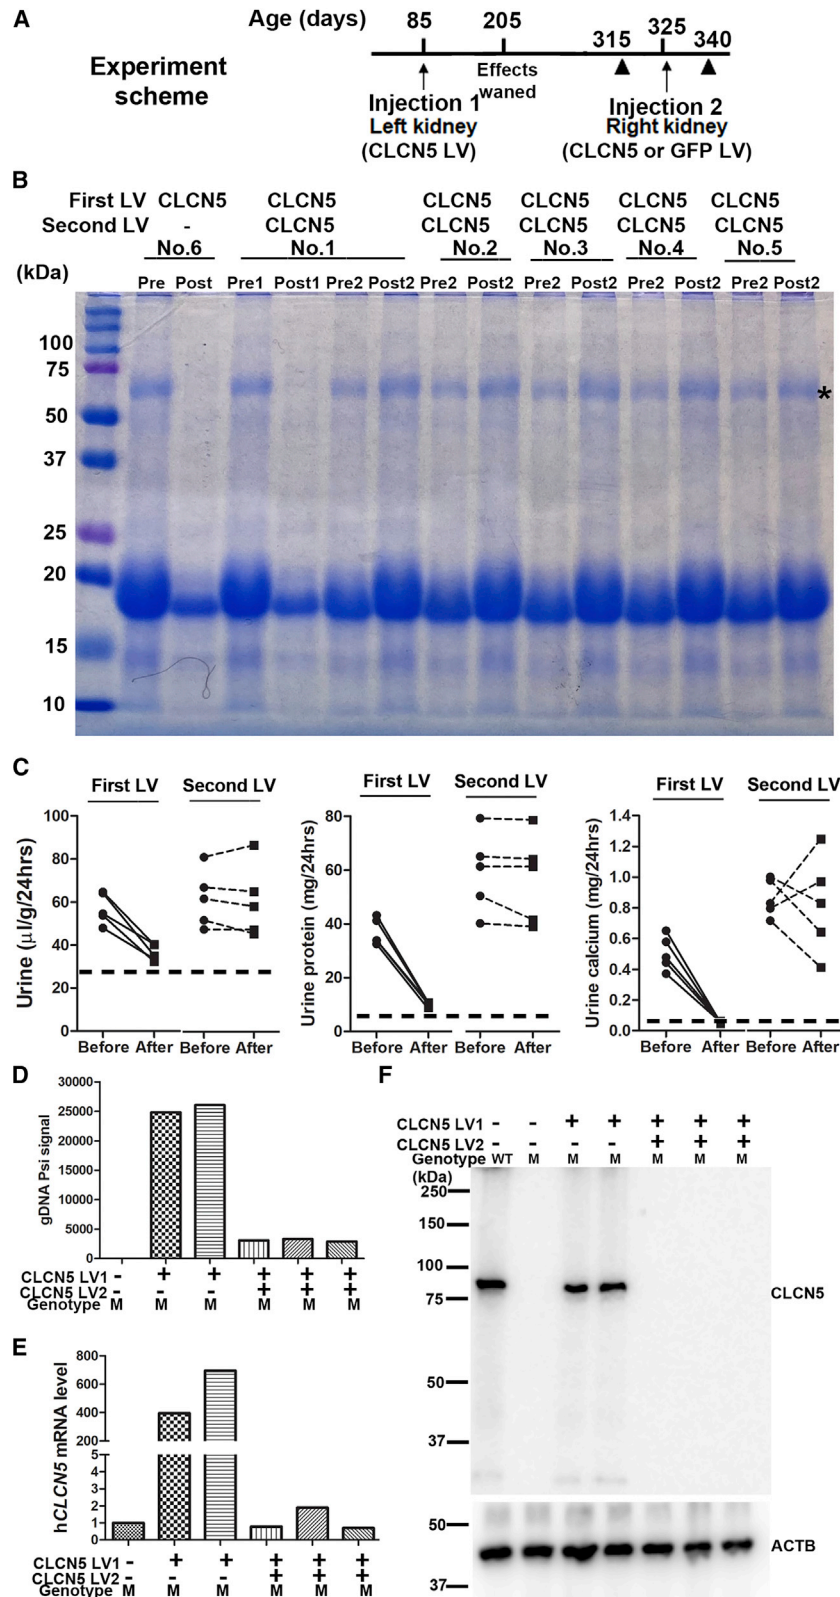 A
Age (days) 85 205 315 325 340
Experiment scheme
Effects waned
Injection 1
Left kidney
(CLCN5 LV)
Injection 2
Right kidney
(CLCN5 or GFP LV)
B
First LV CLCN5 CLCN5 CLCN5 CLCN5 CLCN5 CLCN5
Second LV - CLCN5 CLCN5 CLCN5 CLCN5 CLCN5
No.6 No.1 No.2 No.3 No.4 No.5
(kDa) Pre Post Pre1 Post1 Pre2 Post2 Pre2 Post2 Pre2 Post2 Pre2 Post2 Pre2 Post2
100
75
*
50
37
25
20
15
10
C
First LV Second LV
Urine (μl/g/24hrs)
100
80
60
40
20
0
Before After Before After
First LV Second LV
Urine protein (mg/24hrs)
80
60
40
20
0
Before After Before After
First LV Second LV
Urine calcium (mg/24hrs)
1.4
1.2
1.0
0.8
0.6
0.4
0.2
0.0
Before After Before After
D
gDNA Psi signal
30000
25000
20000
15000
10000
5000
0
CLCN5 LV1 - + + + + +
CLCN5 LV2 - - - + + +
Genotype M M M M M M
E
hCLCN5 mRNA level
800
600
400
200
5
4
3
2
1
0
CLCN5 LV1 - + + + + +
CLCN5 LV2 - - - + + +
Genotype M M M M M M
F
CLCN5 LV1 - - + + + + +
CLCN5 LV2 - - - - + + +
Genotype WT M M M M M M
(kDa)
250
150
100
75
CLCN5
50
37
50
ACTB
37